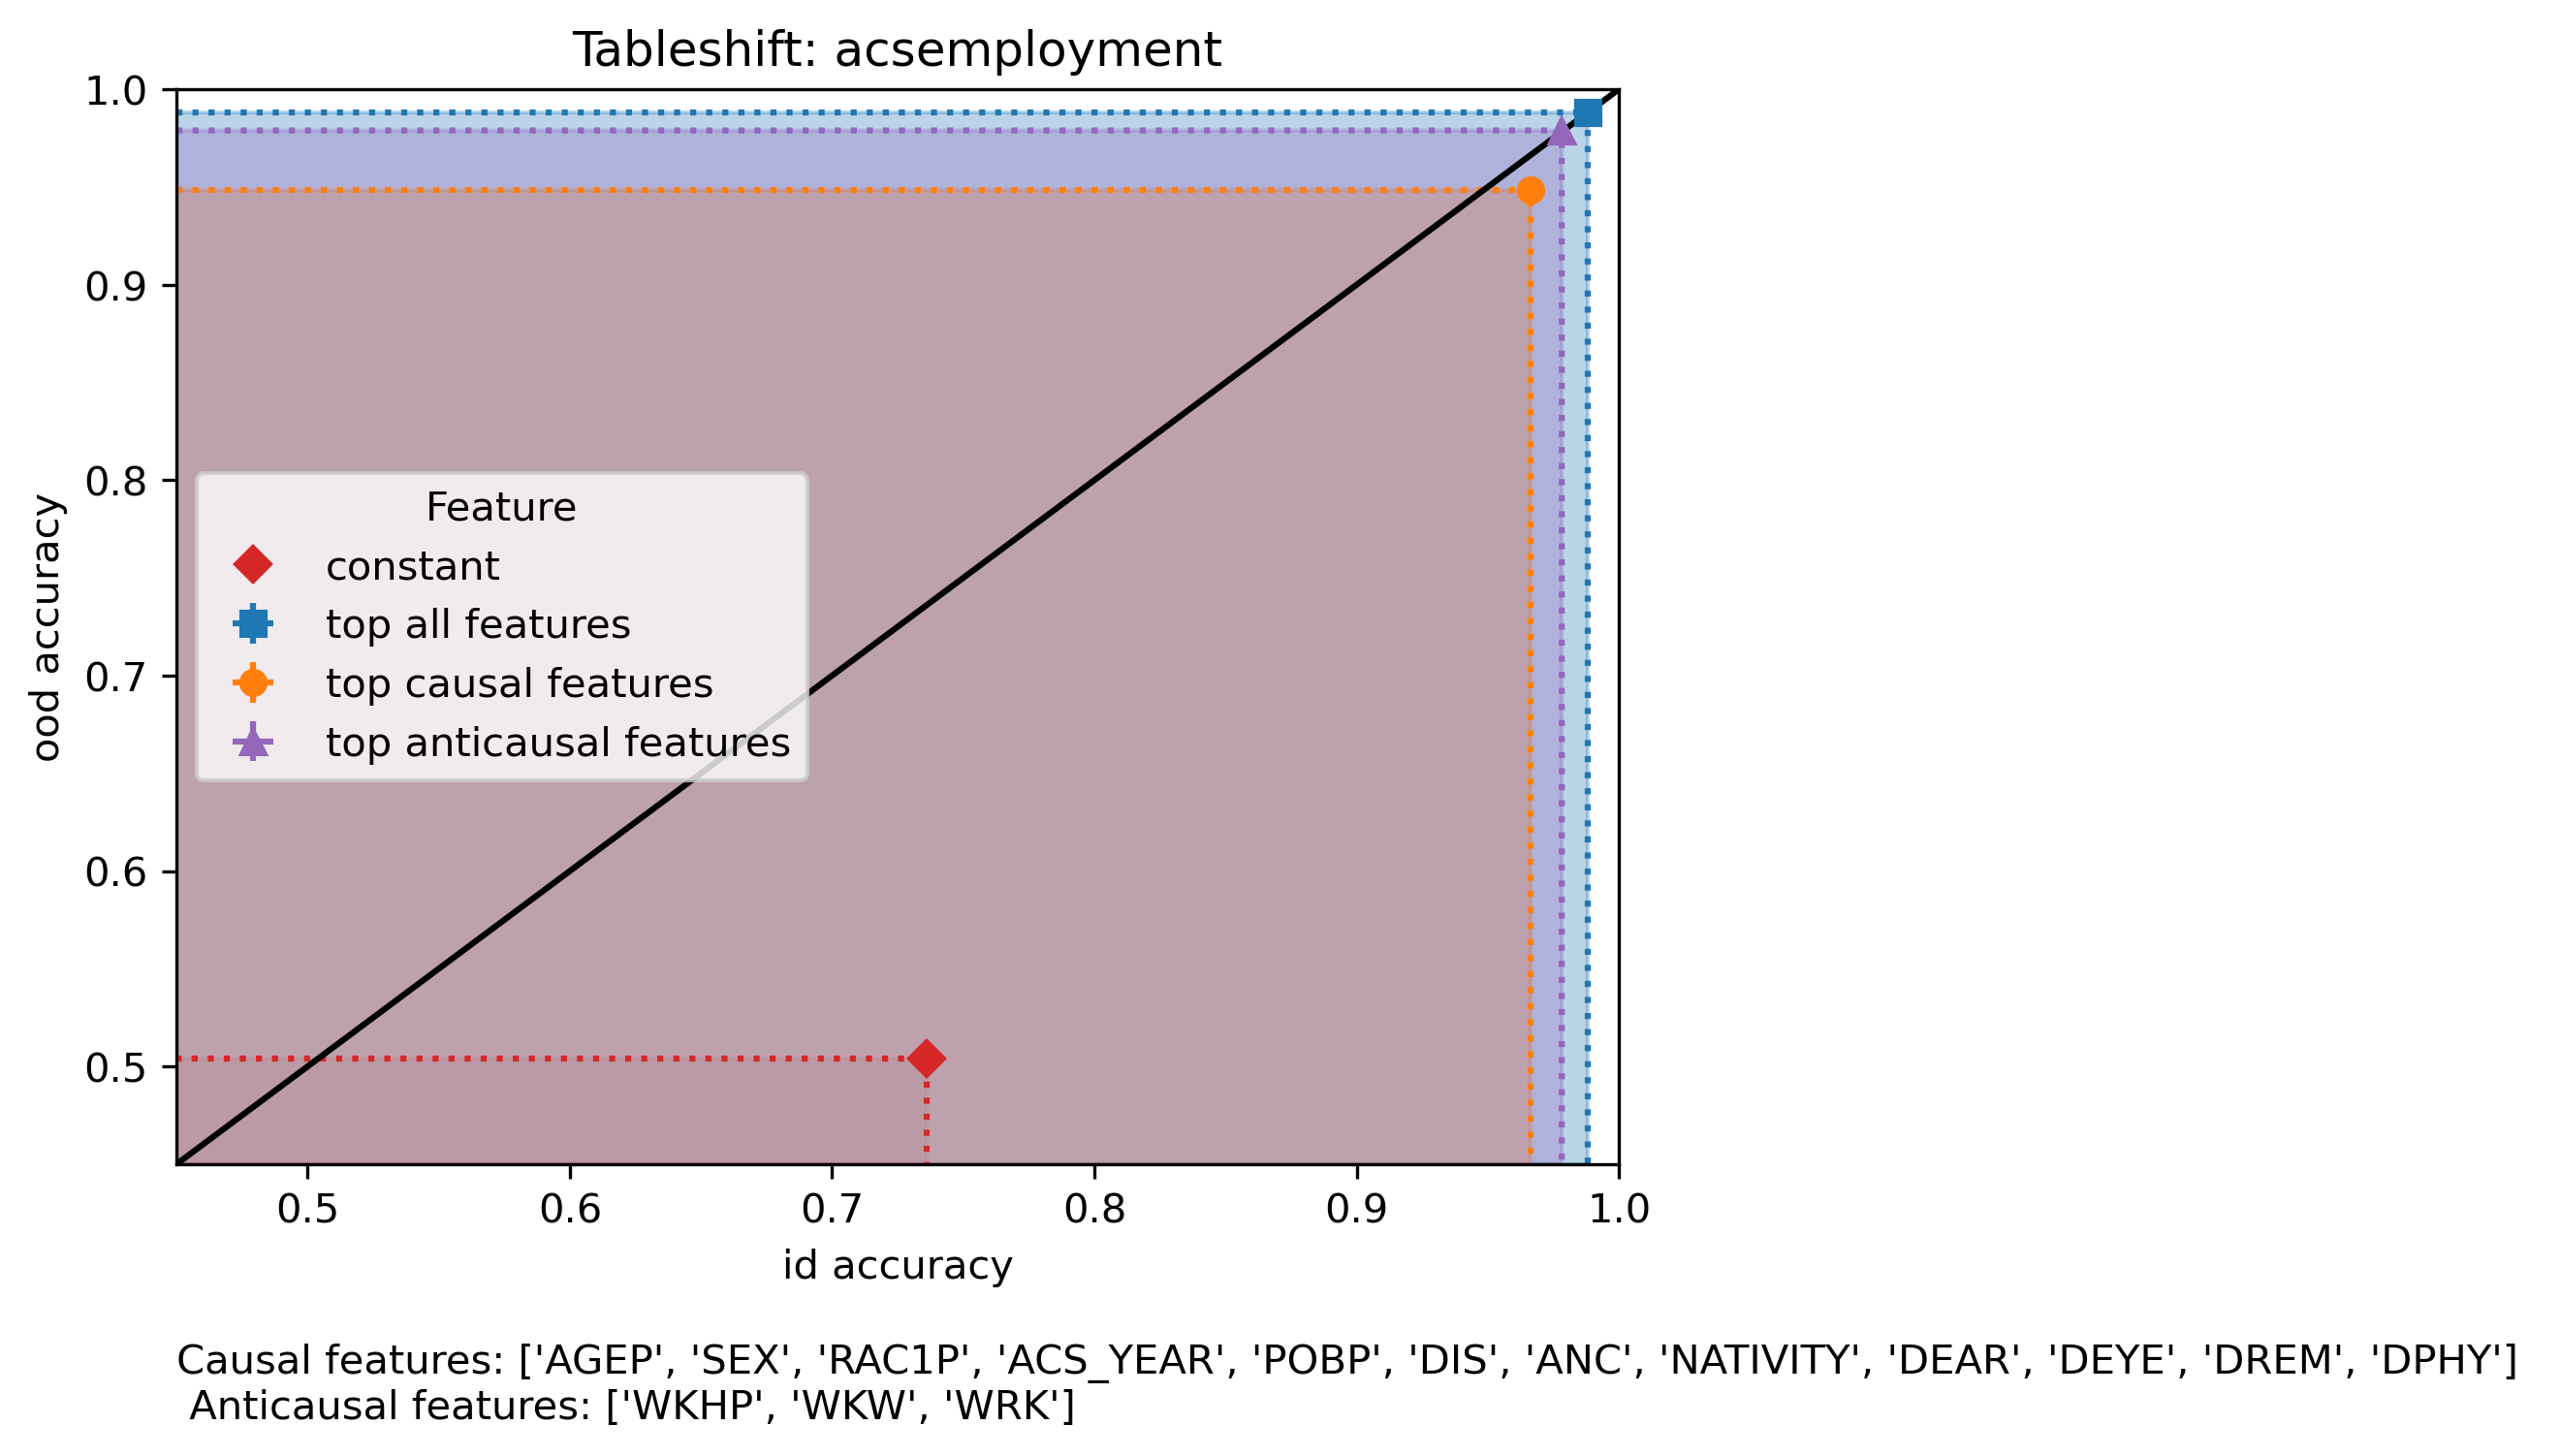 Tableshift: acsemployment
1.0
0.9
0.8
0.7
0.6
0.5
ood accuracy
Feature
constant
top all features
top causal features
top anticausal features
0.5 0.6 0.7 0.8 0.9 1.0
id accuracy
Causal features: ['AGEP', 'SEX', 'RAC1P', 'ACS_YEAR', 'POBP', 'DIS', 'ANC', 'NATIVITY', 'DEAR', 'DEYE', 'DREM', 'DPHY']
Anticausal features: ['WKHP', 'WKW', 'WRK']